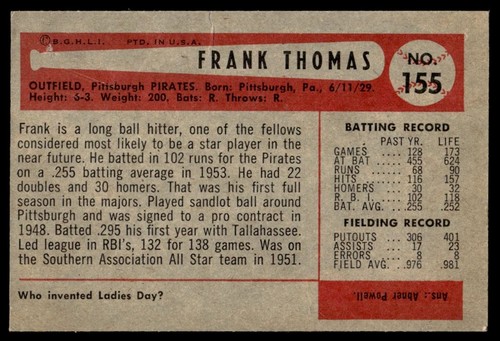 © B.G.H.L.I. PTD. IN U.S.A.
FRANK THOMAS
NO. 155
OUTFIELD, Pittsburgh PIRATES. Born: Pittsburgh, Pa., 6/11/29.
Height: 6-3. Weight: 200, Bats: R. Throws: R.
Frank is a long ball hitter, one of the fellows
considered most likely to be a star player in the
near future. He batted in 102 runs for the Pirates
on a .255 batting average in 1953. He had 22
doubles and 30 homers. That was his first full
season in the majors. Played sandlot ball around
Pittsburgh and was signed to a pro contract in
1948. Batted .295 his first year with Tallahassee.
Led league in RBI's, 132 for 138 games. Was on
the Southern Association All Star team in 1951.
BATTING RECORD
PAST YR. LIFE
GAMES 128 173
AT BAT 455 624
RUNS 68 90
HITS 116 157
HOMERS 30 32
R. B. I. 102 118
BAT. AVG. .255 .252
FIELDING RECORD
PUTOUTS 306 401
ASSISTS 17 23
ERRORS 8 8
FIELD AVG. .976 .981
Who invented Ladies Day?
Ans.: Abner Powell.